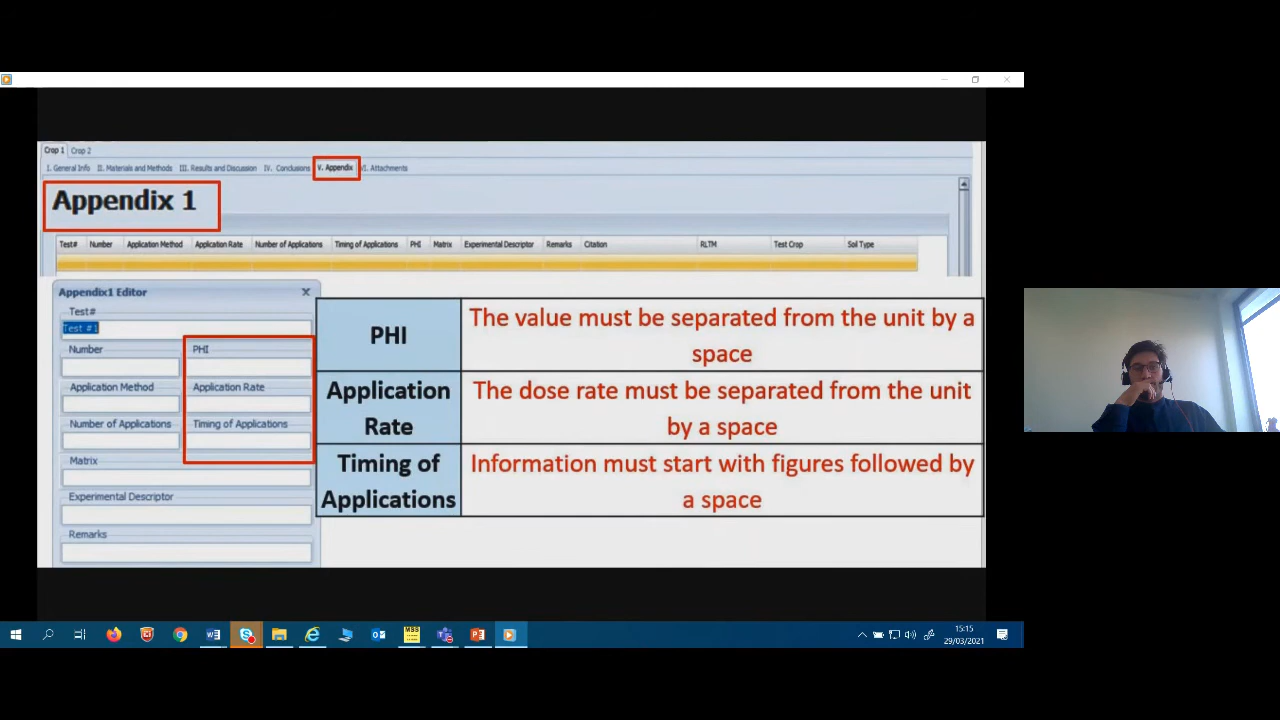 Crop 1 Crop 2
I. General Info II. Materials and Methods III. Results and Discussion IV. Conclusions V. Appendix VI. Attachments
Appendix 1
Test# Number Application Method Application Rate Number of Applications Timing of Applications PHI Matrix Experimental Descriptor Remarks Citation RLTM Test Crop Soil Type
Appendix1 Editor X
Test#
Test #1
Number PHI
Application Method Application Rate
Number of Applications Timing of Applications
Matrix
Experimental Descriptor
Remarks
PHI
The value must be separated from the unit by a
space
Application
Rate
The dose rate must be separated from the unit
by a space
Timing of
Applications
Information must start with figures followed by
a space
MSS
15:15
29/03/2021